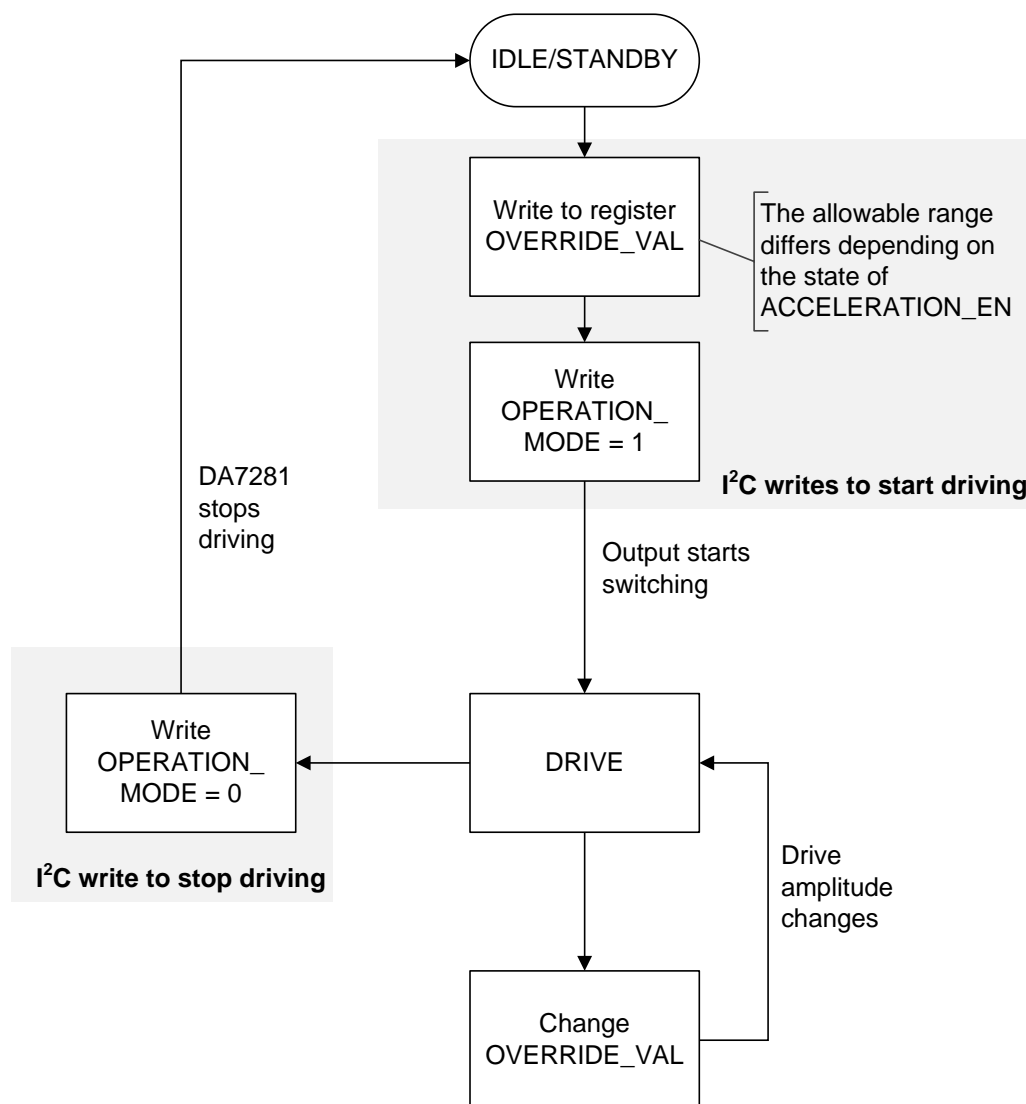 IDLE/STANDBY
Write to register
OVERRIDE_VAL
The allowable range
differs depending on
the state of
ACCELERATION_EN
Write
OPERATION_
MODE = 1
I²C writes to start driving
DA7281
stops
driving
Output starts
switching
Write
OPERATION_
MODE = 0
I²C write to stop driving
DRIVE
Drive
amplitude
changes
Change
OVERRIDE_VAL